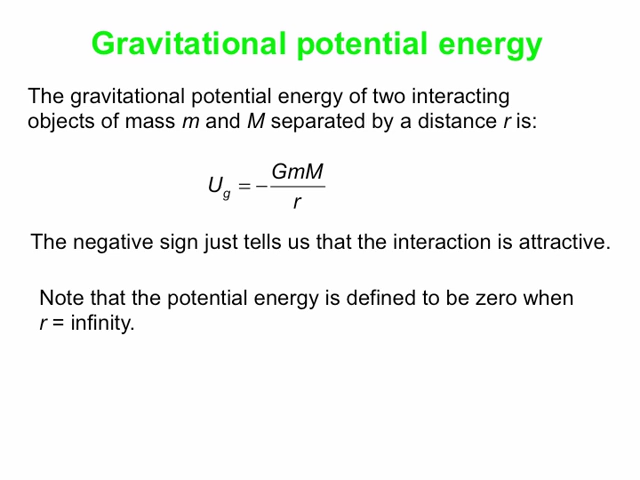 Gravitational potential energy
The gravitational potential energy of two interacting
objects of mass m and M separated by a distance r is:
U_g = −GmM/r
The negative sign just tells us that the interaction is attractive.
Note that the potential energy is defined to be zero when
r = infinity.